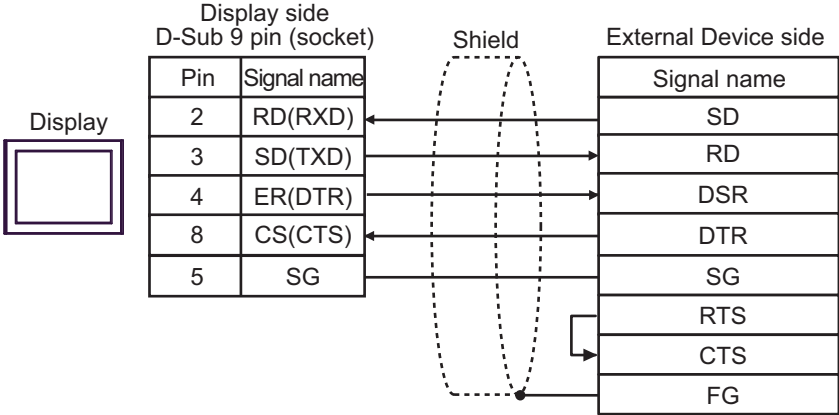 Display side
D-Sub 9 pin (socket)
Shield
External Device side
Pin Signal name
Signal name
Display
2 RD(RXD) SD
3 SD(TXD) RD
4 ER(DTR) DSR
8 CS(CTS) DTR
5 SG SG
RTS
CTS
FG